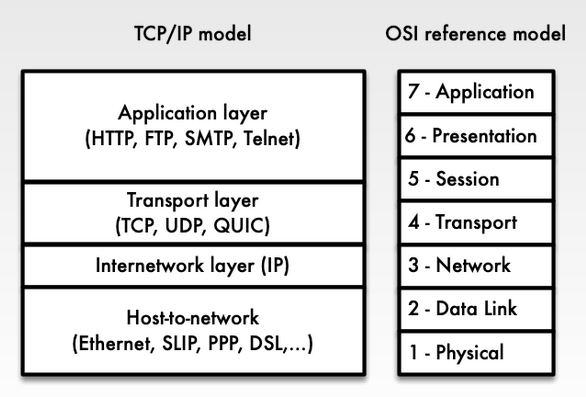 TCP/IP model
Application layer
(HTTP, FTP, SMTP, Telnet)
Transport layer
(TCP, UDP, QUIC)
Internetwork layer (IP)
Host-to-network
(Ethernet, SLIP, PPP, DSL,...)
OSI reference model
7 - Application
6 - Presentation
5 - Session
4 - Transport
3 - Network
2 - Data Link
1 - Physical